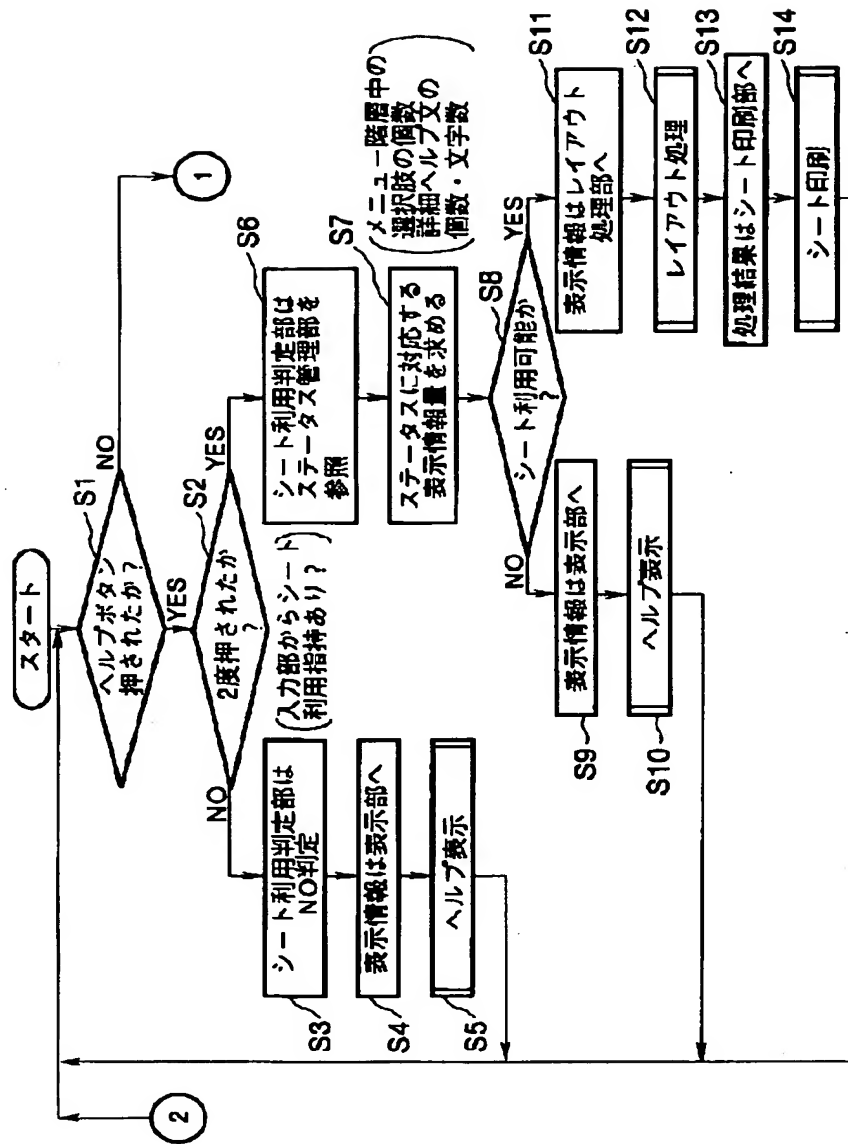 スタート
S1
ヘルプボタン
押されたか?
NO
1
YES
S2
2度押されたか
?
YES
NO
(入力部からシート
利用指持あり?)
S3
シート利用判定部は
NO判定
S4
表示情報は表示部へ
S5
ヘルプ表示
2
S6
シート利用判定部は
ステータス管理部を
参照
S7
ステータスに対応する
表示情報量を求める
(メニュー階層中の
選択肢の個数
詳細ヘルプ文の
個数・文字数)
S8
シート利用可能か
?
NO
YES
S9
表示情報は表示部へ
S10
ヘルプ表示
S11
表示情報はレイアウト
処理部へ
S12
レイアウト処理
S13
処理結果はシート印刷部へ
S14
シート印刷